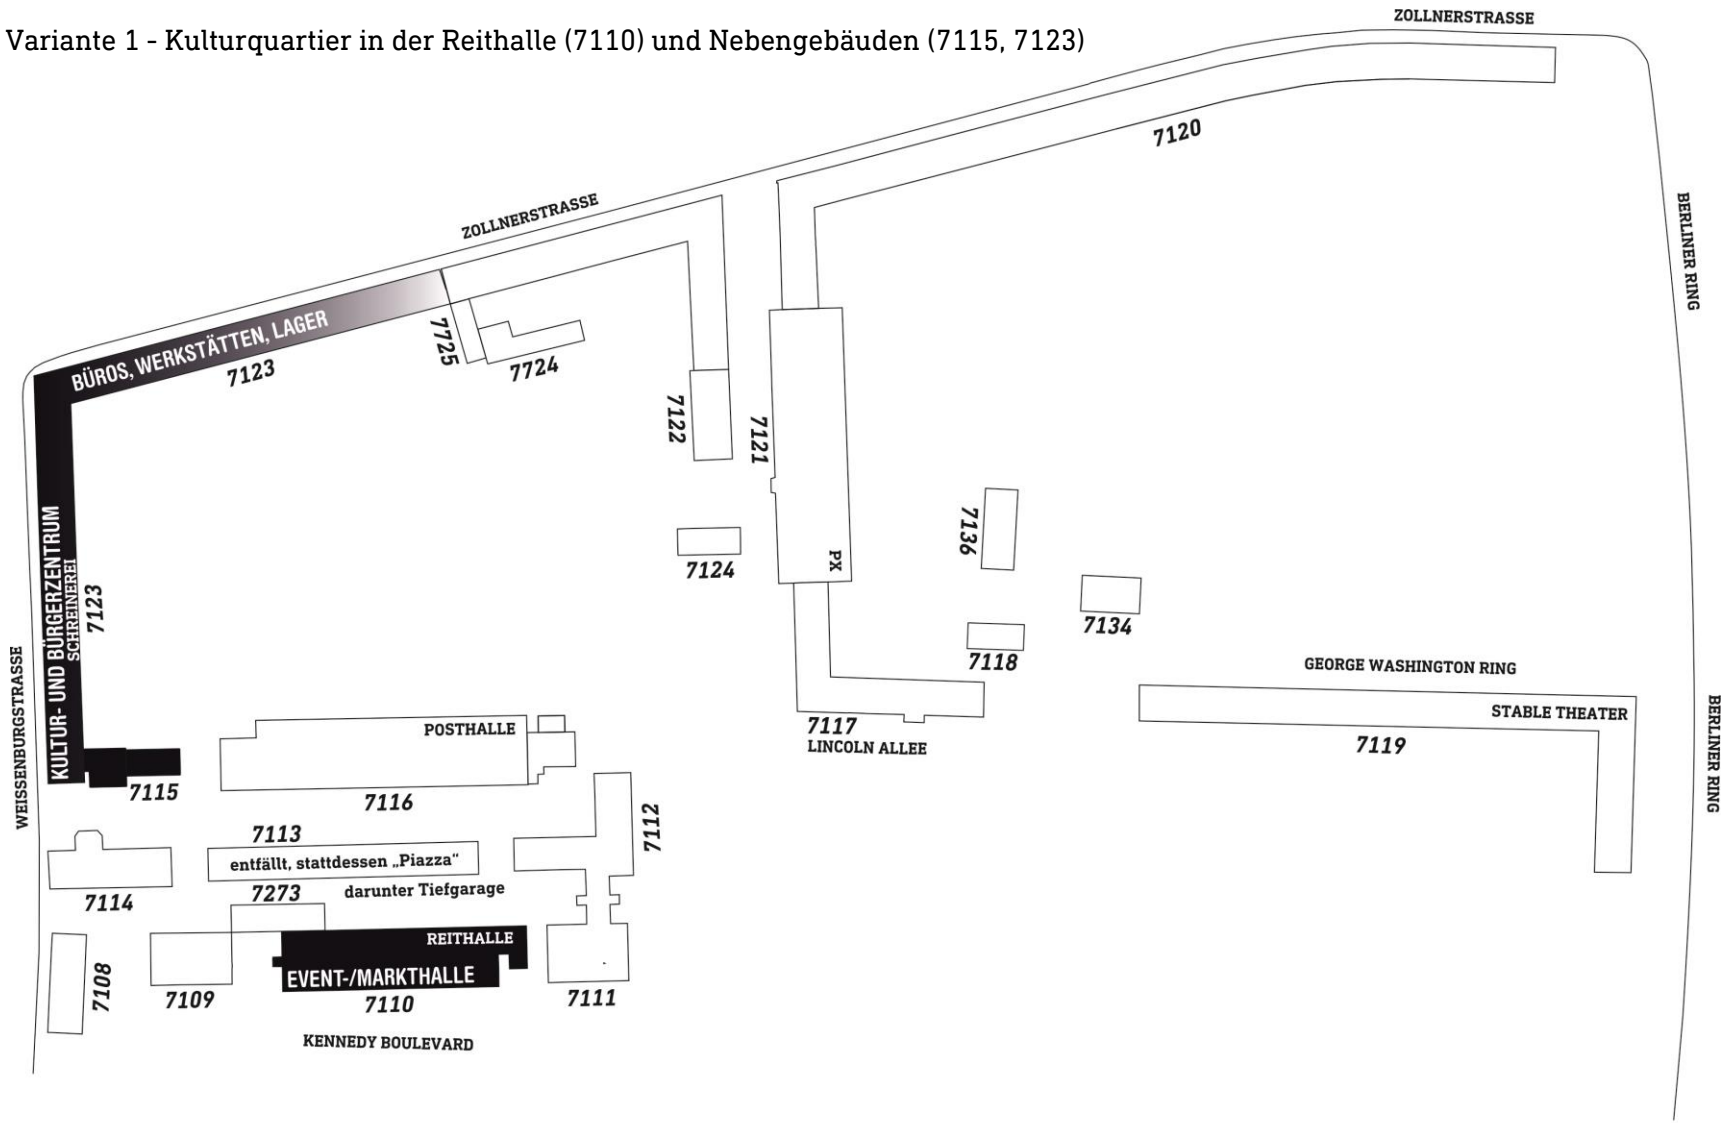 ZOLLNERSTRASSE
Variante 1 - Kulturquartier in der Reithalle (7110) und Nebengebäuden (7115, 7123)
7120
ZOLLNERSTRASSE
BERLINER RING
BÜROS, WERKSTÄTTEN, LAGER
7123
7725
7724
7122
7121
PX
7124
7136
7134
7118
KULTUR- UND BÜRGERZENTRUM
SCHREINEREI
7123
WEISSENBURGSTRASSE
GEORGE WASHINGTON RING
STABLE THEATER
7119
BERLINER RING
7117
LINCOLN ALLEE
POSTHALLE
7116
7115
7112
7113
entfällt, stattdessen „Piazza“
7273
darunter Tiefgarage
7114
REITHALLE
EVENT-/MARKTHALLE
7108
7109
7110
7111
KENNEDY BOULEVARD